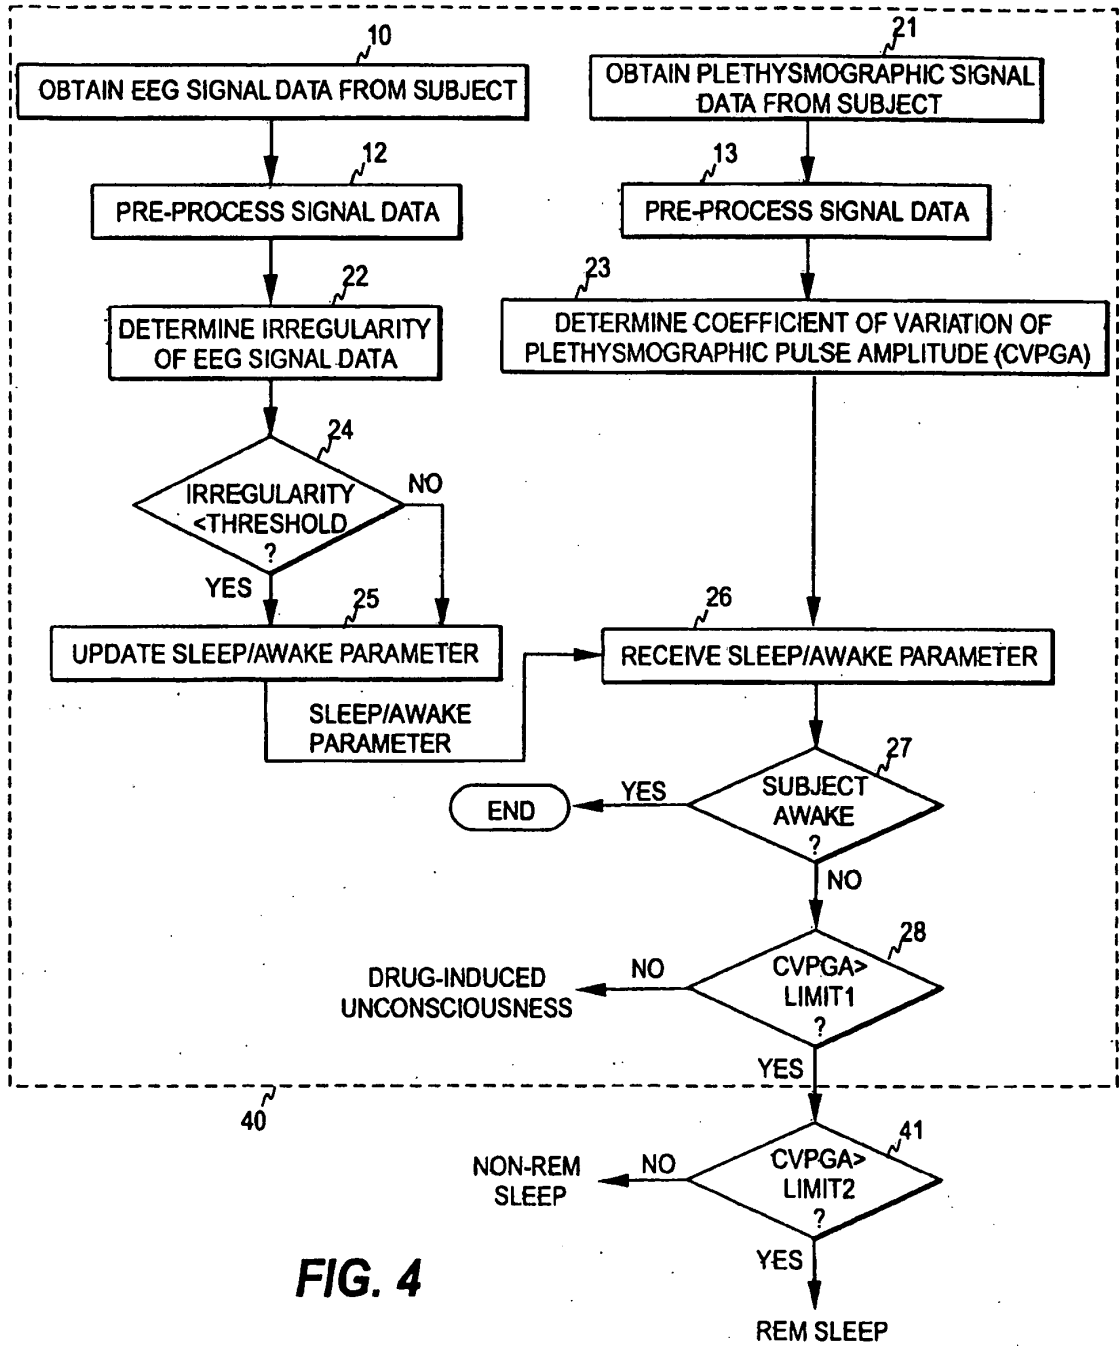 10
OBTAIN EEG SIGNAL DATA FROM SUBJECT
21
OBTAIN PLETHYSMOGRAPHIC SIGNAL
DATA FROM SUBJECT
12
PRE-PROCESS SIGNAL DATA
13
PRE-PROCESS SIGNAL DATA
22
DETERMINE IRREGULARITY
OF EEG SIGNAL DATA
23
DETERMINE COEFFICIENT OF VARIATION OF
PLETHYSMOGRAPHIC PULSE AMPLITUDE (CVPGA)
24
IRREGULARITY
<THRESHOLD
?
NO
YES
25
UPDATE SLEEP/AWAKE PARAMETER
SLEEP/AWAKE
PARAMETER
26
RECEIVE SLEEP/AWAKE PARAMETER
27
SUBJECT
AWAKE
?
YES
END
NO
28
CVPGA>
LIMIT1
?
NO
DRUG-INDUCED
UNCONSCIOUSNESS
YES
40
41
CVPGA>
LIMIT2
?
NO
NON-REM
SLEEP
YES
REM SLEEP
FIG. 4